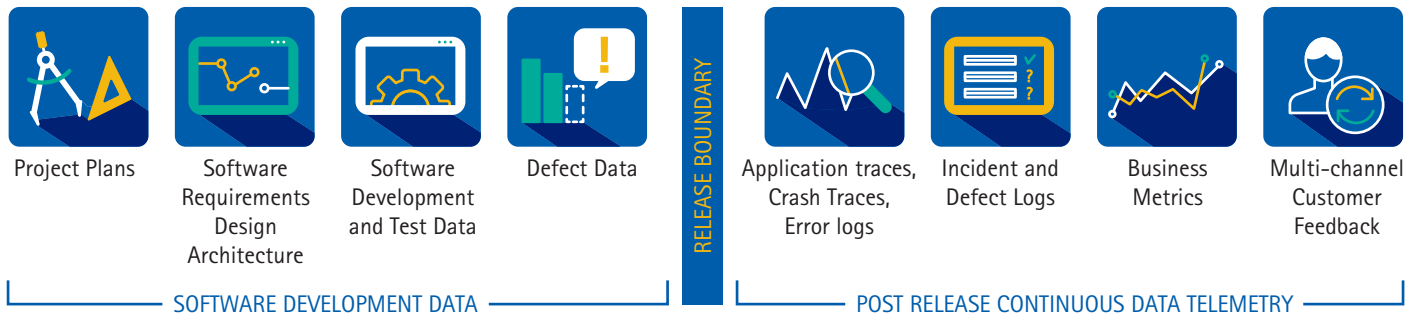 Project Plans
Software
Requirements
Design
Architecture
Software
Development
and Test Data
!
Defect Data
SOFTWARE DEVELOPMENT DATA
RELEASE BOUNDARY
Application traces,
Crash Traces,
Error logs
?
?
Incident and
Defect Logs
Business
Metrics
Multi-channel
Customer
Feedback
POST RELEASE CONTINUOUS DATA TELEMETRY